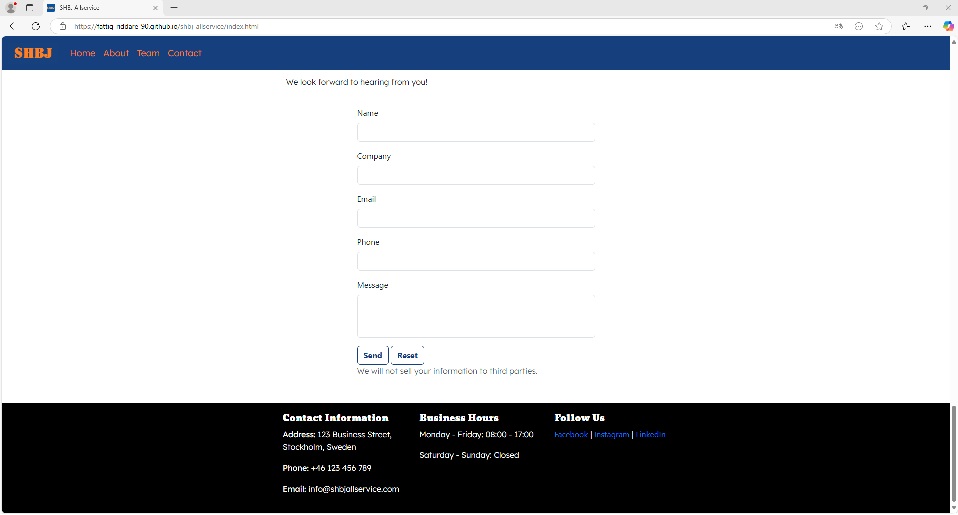 SHBJ Allservice
https://fattig-riddare-90.github.io/shbj-allservice/index.html
SHBJ Home About Team Contact
We look forward to hearing from you!
Name
Company
Email
Phone
Message
Send Reset
We will not sell your information to third parties.
Contact Information
Address: 123 Business Street,
Stockholm, Sweden
Phone: +46 123 456 789
Email: info@shbjallservice.com
Business Hours
Monday - Friday: 08:00 - 17:00
Saturday - Sunday: Closed
Follow Us
Facebook | Instagram | LinkedIn